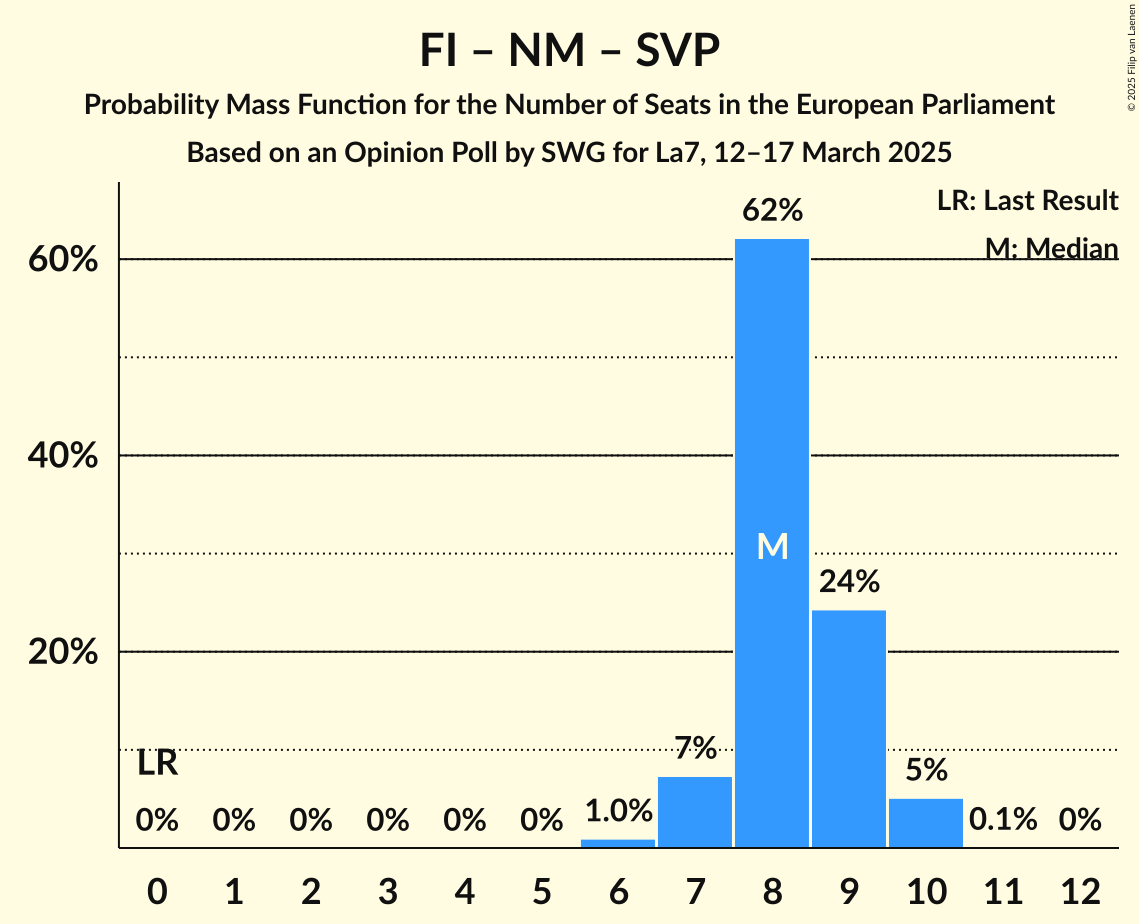 FI – NM – SVP
Probability Mass Function for the Number of Seats in the European Parliament
Based on an Opinion Poll by SWG for La7, 12–17 March 2025
© 2025 Filip van Laenen
LR: Last Result
M: Median
60%
40%
20%
62%
M
24%
7%
5%
LR
0% 0% 0% 0% 0% 0% 1.0% 0.1% 0%
0 1 2 3 4 5 6 7 8 9 10 11 12